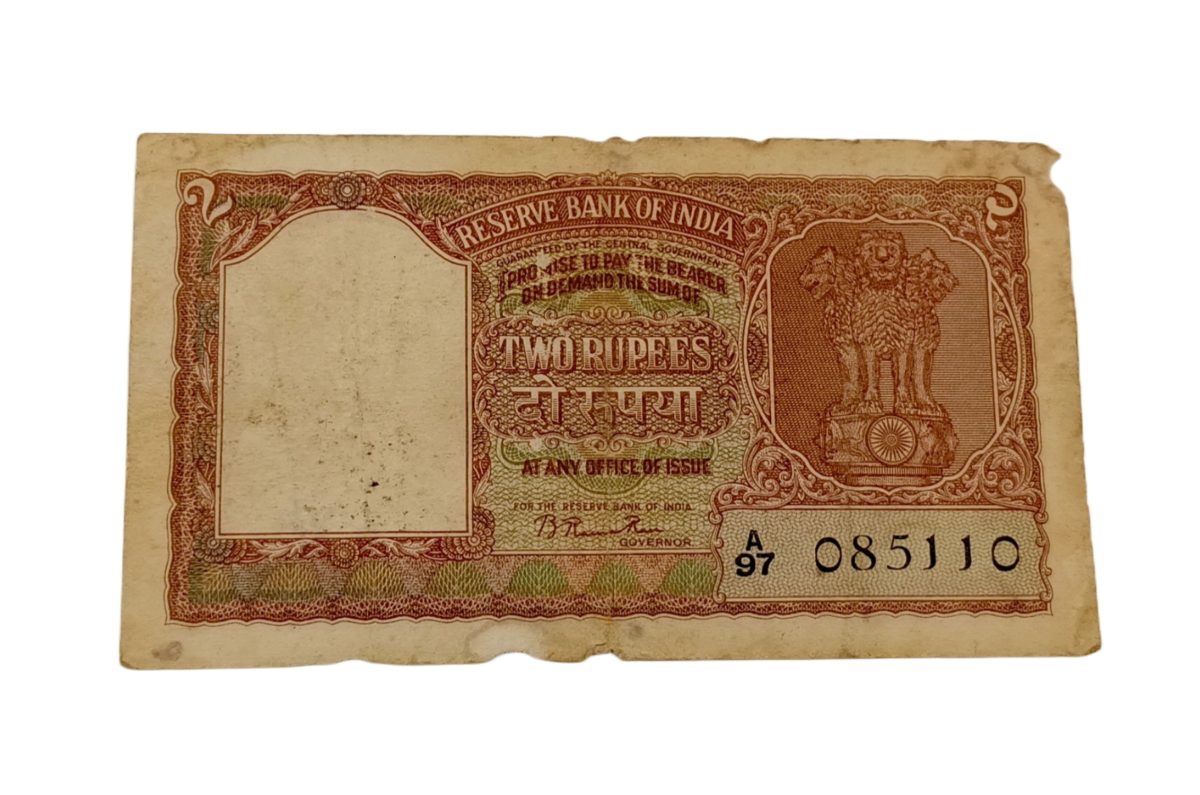 २ २
RESERVE BANK OF INDIA
GUARANTEED BY THE CENTRAL GOVERNMENT
I PROMISE TO PAY THE BEARER
ON DEMAND THE SUM OF
TWO RUPEES
दो रुपया
AT ANY OFFICE OF ISSUE
FOR THE RESERVE BANK OF INDIA.
B Rama Rau
GOVERNOR
A
97 085110